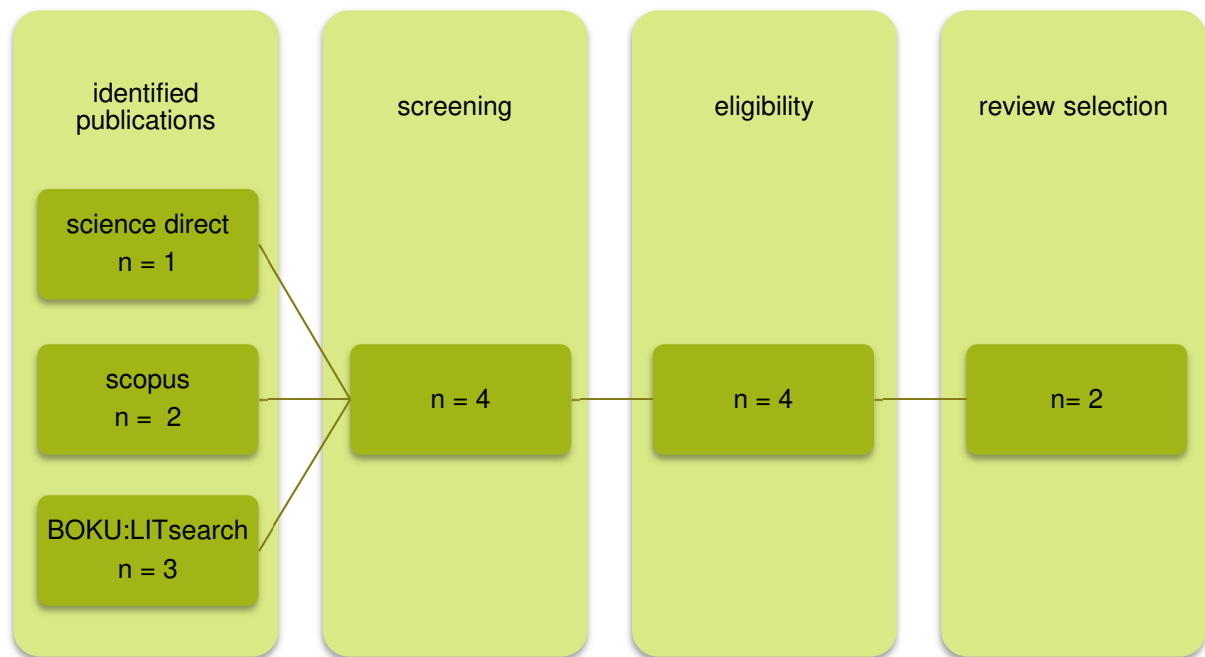 identified
publications
science direct
n = 1
scopus
n = 2
BOKU:LITsearch
n = 3
screening
n = 4
eligibility
n = 4
review selection
n= 2